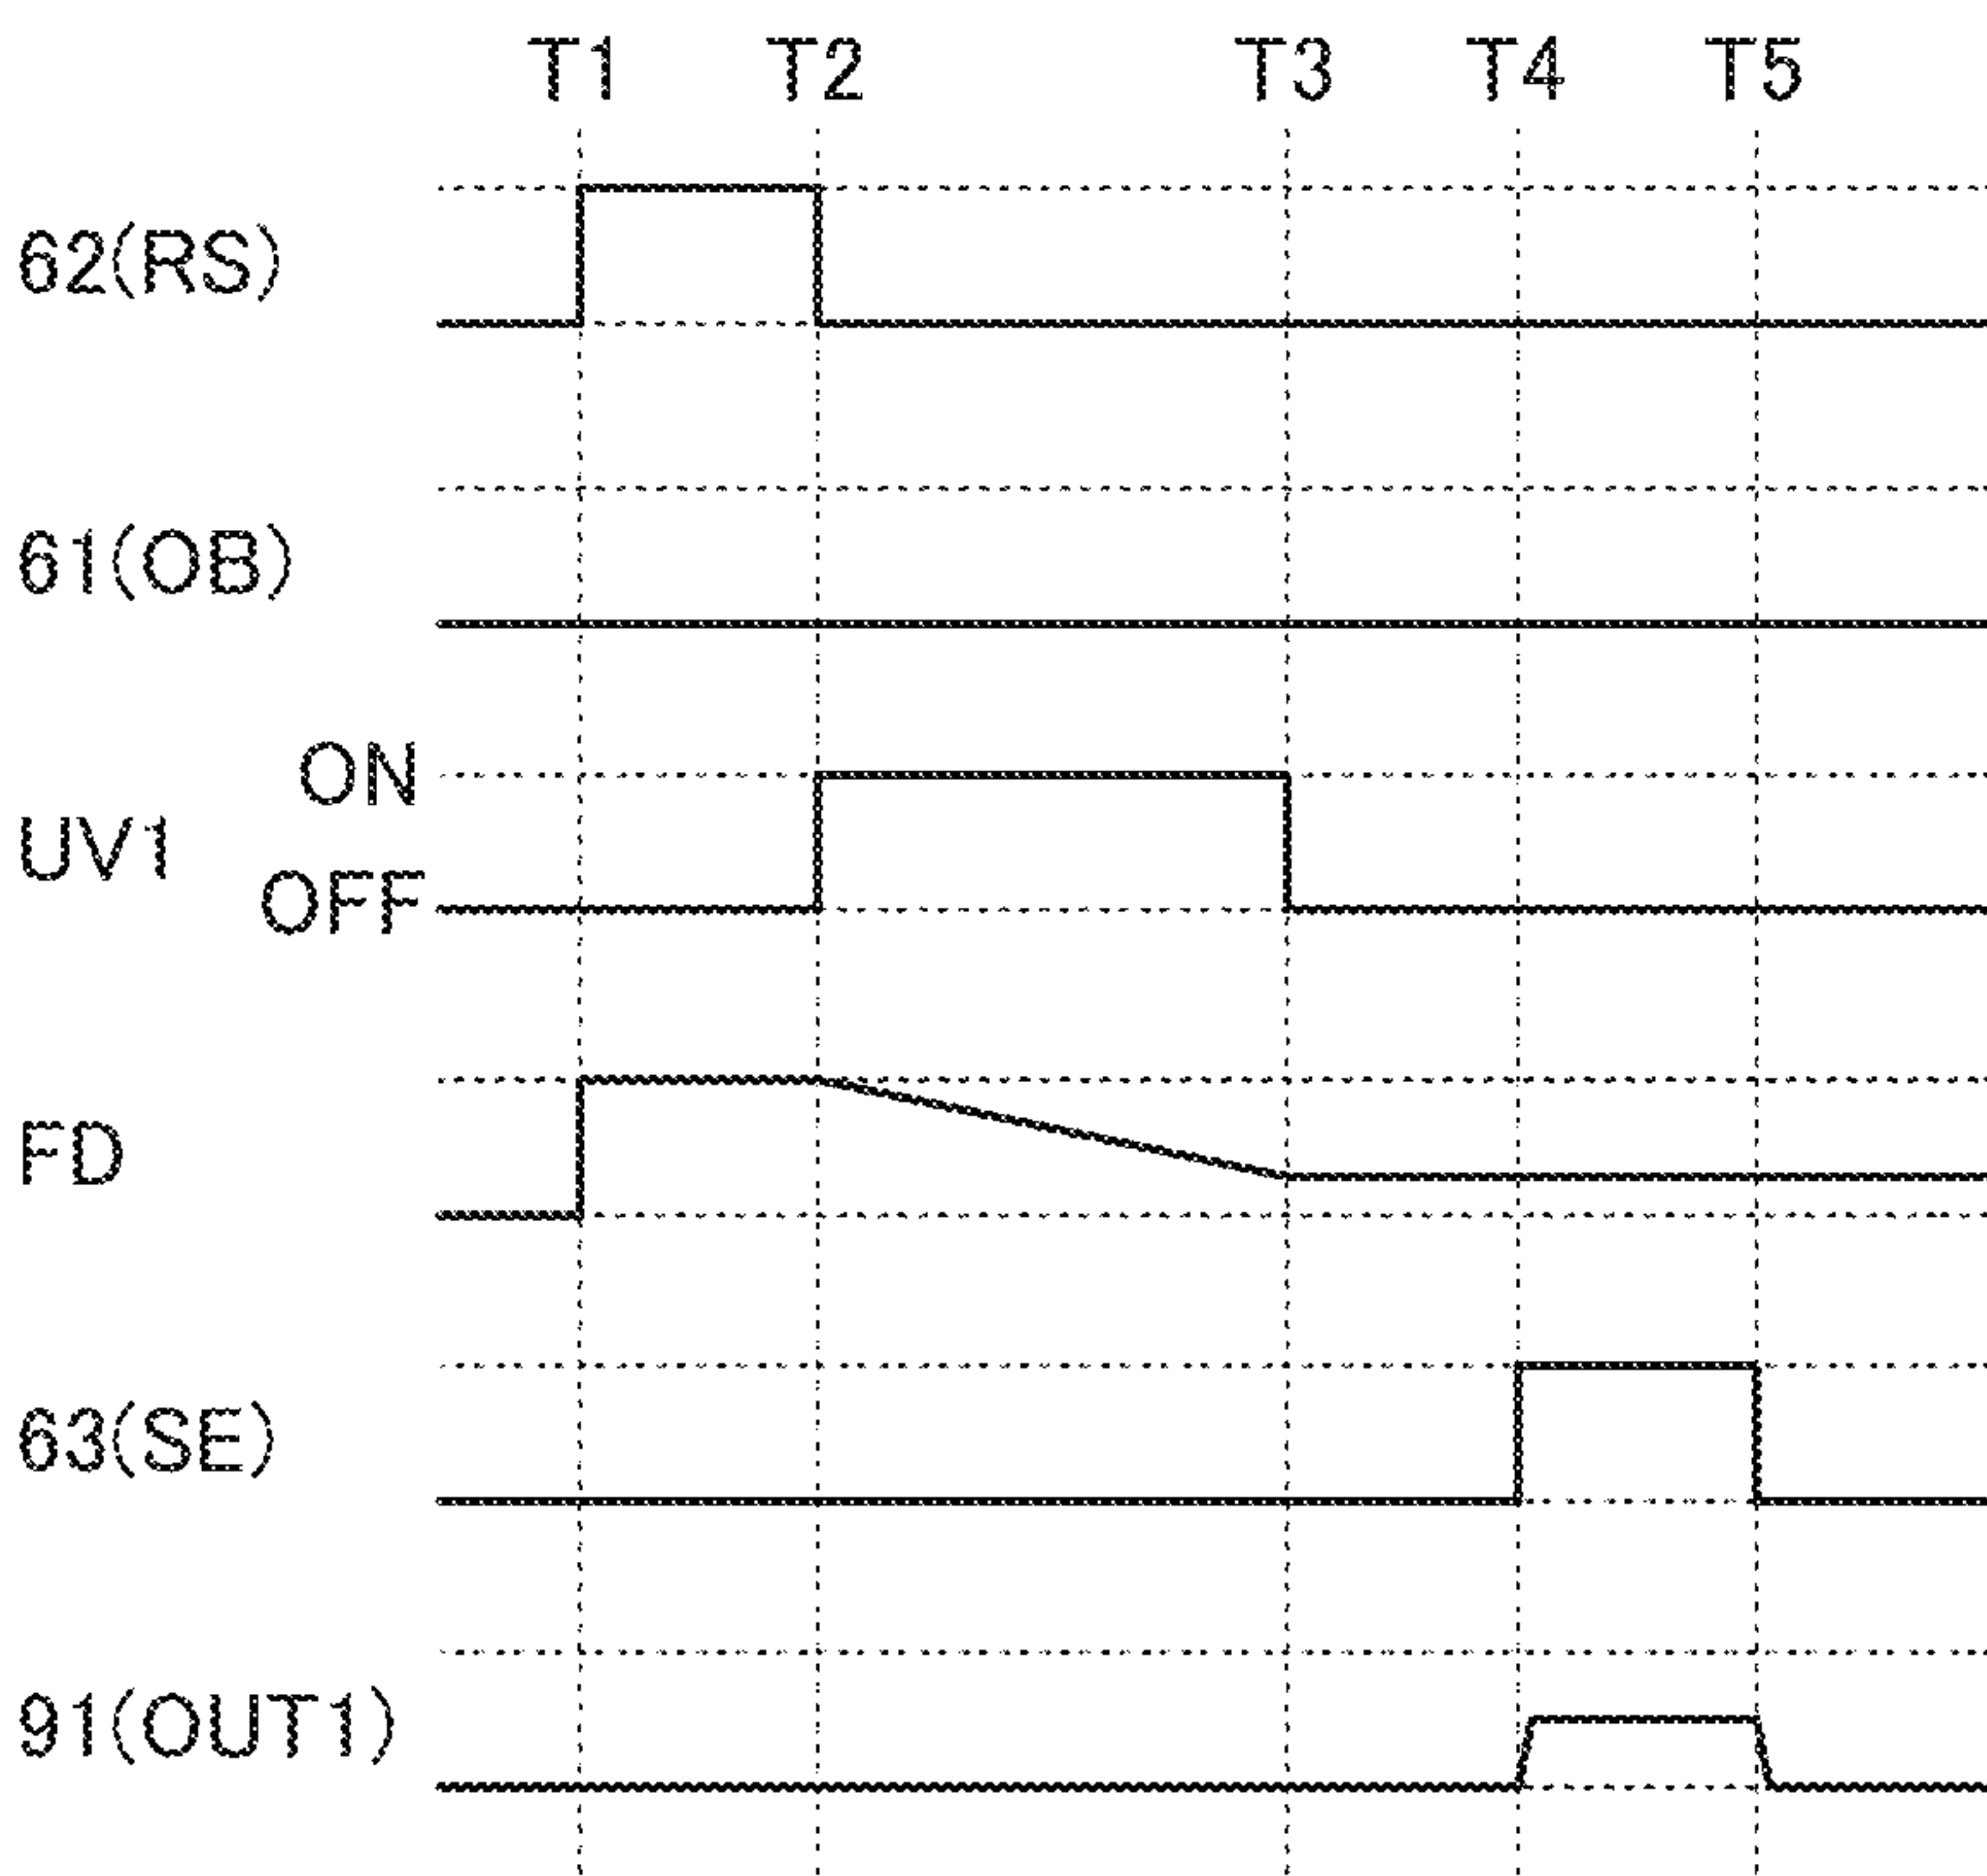 T1 T2 T3 T4 T5
62(RS)
61(OB)
ON
UV1
OFF
FD
63(SE)
91(OUT1)